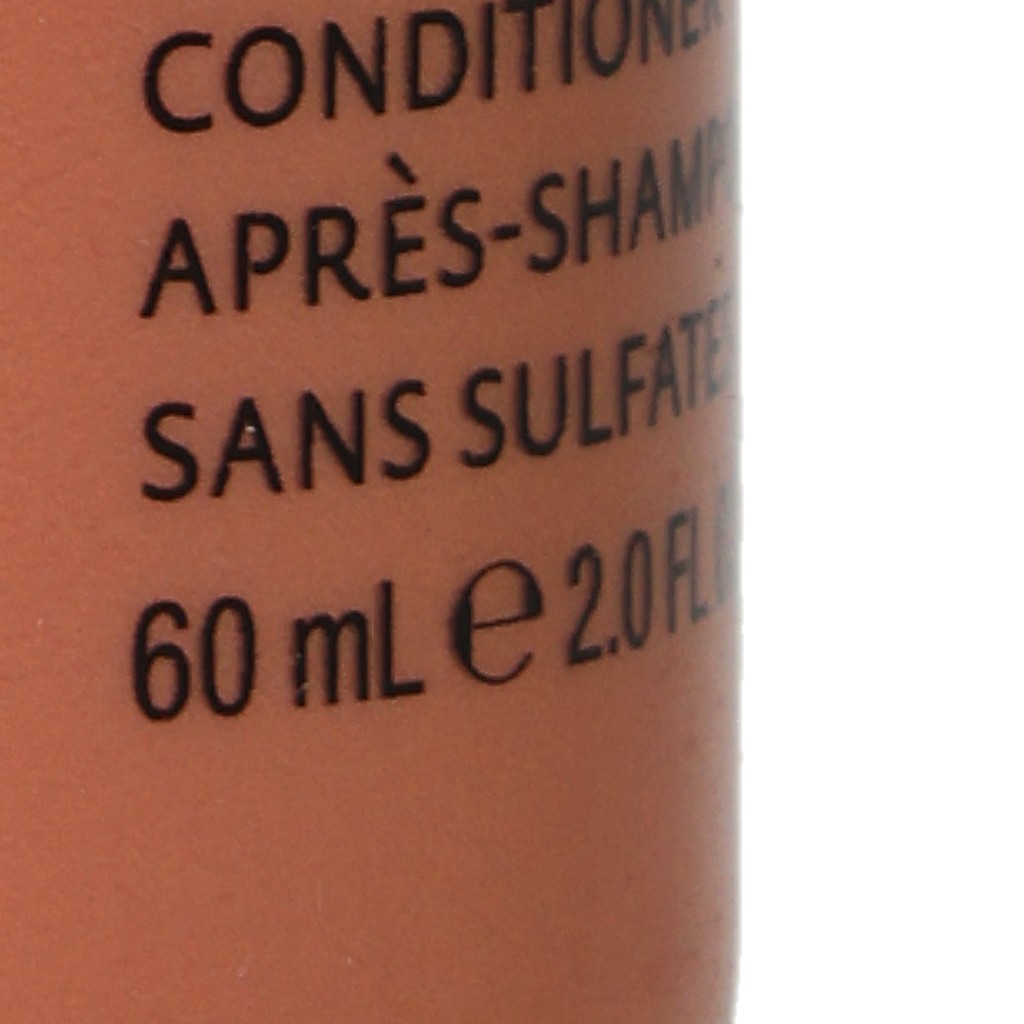 CONDITIONER
APRÈS-SHAMP
SANS SULFATE
60 mL e 2.0 FL